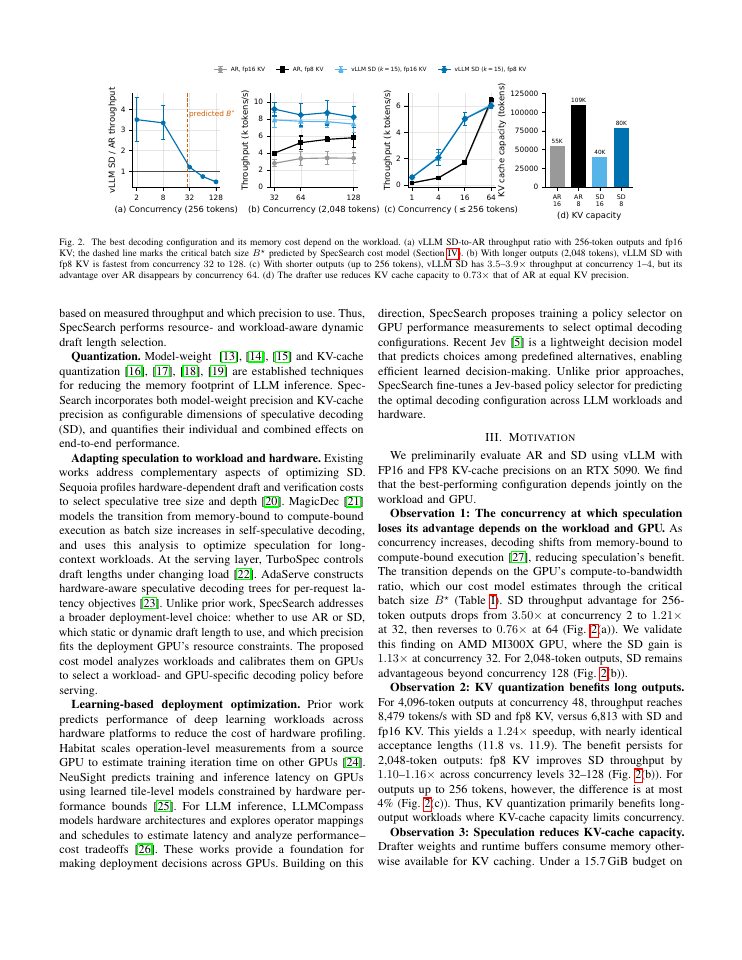 AR, fp16 KV AR, fp8 KV vLLM SD (k = 15), fp16 KV vLLM SD (k = 15), fp8 KV
vLLM SD / AR throughput
4
3
2
1
predicted B*
2 8 32 128
(a) Concurrency (256 tokens)
Throughput (k tokens/s)
10
8
6
4
2
0
32 64 128
(b) Concurrency (2,048 tokens)
Throughput (k tokens/s)
6
4
2
0
1 4 16 64
(c) Concurrency (≤ 256 tokens)
KV cache capacity (tokens)
125000
100000
75000
50000
25000
0
55K
109K
40K
80K
AR AR SD SD
16 8 16 8
(d) KV capacity
Fig. 2. The best decoding configuration and its memory cost depend on the workload. (a) vLLM SD-to-AR throughput ratio with 256-token outputs and fp16
KV; the dashed line marks the critical batch size B⋆ predicted by SpecSearch cost model (Section IV). (b) With longer outputs (2,048 tokens), vLLM SD with
fp8 KV is fastest from concurrency 32 to 128. (c) With shorter outputs (up to 256 tokens), vLLM SD has 3.5–3.9× throughput at concurrency 1–4, but its
advantage over AR disappears by concurrency 64. (d) The drafter use reduces KV cache capacity to 0.73× that of AR at equal KV precision.
based on measured throughput and which precision to use. Thus,
SpecSearch performs resource- and workload-aware dynamic
draft length selection.
Quantization. Model-weight [13], [14], [15] and KV-cache
quantization [16], [17], [18], [19] are established techniques
for reducing the memory footprint of LLM inference. Spec-
Search incorporates both model-weight precision and KV-cache
precision as configurable dimensions of speculative decoding
(SD), and quantifies their individual and combined effects on
end-to-end performance.
Adapting speculation to workload and hardware. Existing
works address complementary aspects of optimizing SD.
Sequoia profiles hardware-dependent draft and verification costs
to select speculative tree size and depth [20]. MagicDec [21]
models the transition from memory-bound to compute-bound
execution as batch size increases in self-speculative decoding,
and uses this analysis to optimize speculation for long-
context workloads. At the serving layer, TurboSpec controls
draft lengths under changing load [22]. AdaServe constructs
hardware-aware speculative decoding trees for per-request la-
tency objectives [23]. Unlike prior work, SpecSearch addresses
a broader deployment-level choice: whether to use AR or SD,
which static or dynamic draft length to use, and which precision
fits the deployment GPU's resource constraints. The proposed
cost model analyzes workloads and calibrates them on GPUs
to select a workload- and GPU-specific decoding policy before
serving.
Learning-based deployment optimization. Prior work
predicts performance of deep learning workloads across
hardware platforms to reduce the cost of hardware profiling.
Habitat scales operation-level measurements from a source
GPU to estimate training iteration time on other GPUs [24].
NeuSight predicts training and inference latency on GPUs
using learned tile-level models constrained by hardware per-
formance bounds [25]. For LLM inference, LLMCompass
models hardware architectures and explores operator mappings
and schedules to estimate latency and analyze performance–
cost tradeoffs [26]. These works provide a foundation for
making deployment decisions across GPUs. Building on this
direction, SpecSearch proposes training a policy selector on
GPU performance measurements to select optimal decoding
configurations. Recent Jev [5] is a lightweight decision model
that predicts choices among predefined alternatives, enabling
efficient learned decision-making. Unlike prior approaches,
SpecSearch fine-tunes a Jev-based policy selector for predicting
the optimal decoding configuration across LLM workloads and
hardware.
III. MOTIVATION
We preliminarily evaluate AR and SD using vLLM with
FP16 and FP8 KV-cache precisions on an RTX 5090. We find
that the best-performing configuration depends jointly on the
workload and GPU.
Observation 1: The concurrency at which speculation
loses its advantage depends on the workload and GPU. As
concurrency increases, decoding shifts from memory-bound to
compute-bound execution [27], reducing speculation's benefit.
The transition depends on the GPU's compute-to-bandwidth
ratio, which our cost model estimates through the critical
batch size B⋆ (Table I). SD throughput advantage for 256-
token outputs drops from 3.50× at concurrency 2 to 1.21×
at 32, then reverses to 0.76× at 64 (Fig. 2(a)). We validate
this finding on AMD MI300X GPU, where the SD gain is
1.13× at concurrency 32. For 2,048-token outputs, SD remains
advantageous beyond concurrency 128 (Fig. 2(b)).
Observation 2: KV quantization benefits long outputs.
For 4,096-token outputs at concurrency 48, throughput reaches
8,479 tokens/s with SD and fp8 KV, versus 6,813 with SD and
fp16 KV. This yields a 1.24× speedup, with nearly identical
acceptance lengths (11.8 vs. 11.9). The benefit persists for
2,048-token outputs: fp8 KV improves SD throughput by
1.10–1.16× across concurrency levels 32–128 (Fig. 2(b)). For
outputs up to 256 tokens, however, the difference is at most
4% (Fig. 2(c)). Thus, KV quantization primarily benefits long-
output workloads where KV-cache capacity limits concurrency.
Observation 3: Speculation reduces KV-cache capacity.
Drafter weights and runtime buffers consume memory other-
wise available for KV caching. Under a 15.7 GiB budget on